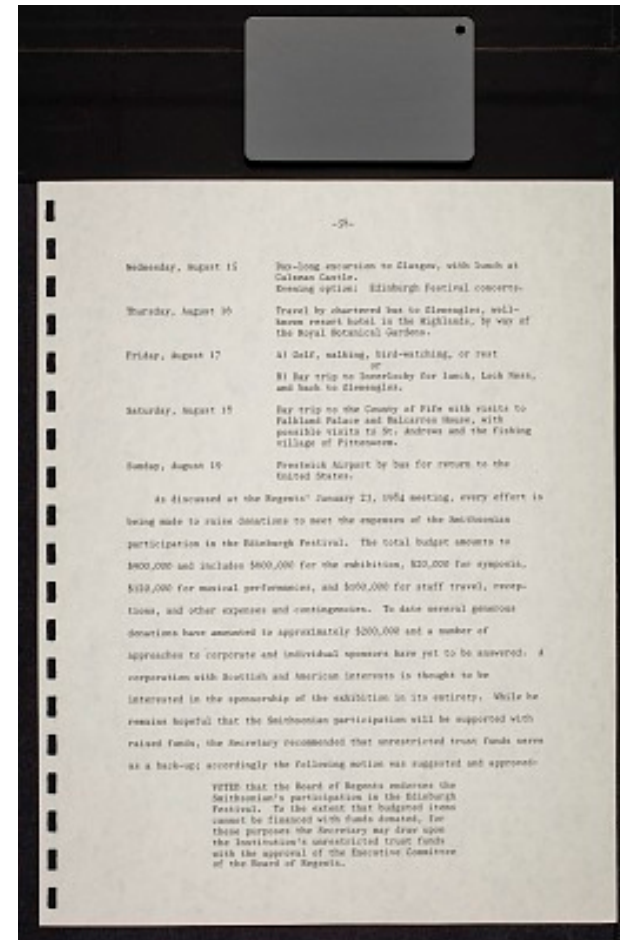 Wednesday, August 15 Day-long excursion to Glasgow, with lunch at
Culzean Castle.
Evening option: Edinburgh Festival concerts.
Thursday, August 16 Travel by chartered bus to Gleneagles, well-
known resort hotel in the Highlands, by way of
the Royal Botanical Gardens.
Friday, August 17 A) Golf, walking, bird-watching, or rest
or
B) Day trip to Inverlochy for lunch, Loch Ness,
and back to Gleneagles.
Saturday, August 18 Day trip to the County of Fife with visits to
Falkland Palace and Balcarres House, with
possible visits to St. Andrews and the fishing
village of Pittenweem.
Sunday, August 19 Prestwick Airport by bus for return to the
United States.
As discussed at the Regents' January 23, 1984 meeting, every effort is
being made to raise donations to meet the expenses of the Smithsonian
participation in the Edinburgh Festival. The total budget amounts to
and includes for the exhibition, for symposia,
for musical performances, and for staff travel, recep-
tions, and other expenses and contingencies. To date several generous
donations have amounted to approximately $200,000 and a number of
approaches to corporate and individual sponsors have yet to be answered. A
corporation with Scottish and American interests is thought to be
interested in the sponsorship of the exhibition in its entirety. While he
remains hopeful that the Smithsonian participation will be supported with
raised funds, the Secretary recommended that unrestricted trust funds serve
as a back-up; accordingly the following motion was suggested and approved:
VOTED that the Board of Regents endorses the
Smithsonian's participation in the Edinburgh
Festival. To the extent that budgeted items
cannot be financed with funds donated, for
these purposes the Secretary may draw upon
the Institution's unrestricted trust funds
with the approval of the Executive Committee
of the Board of Regents.